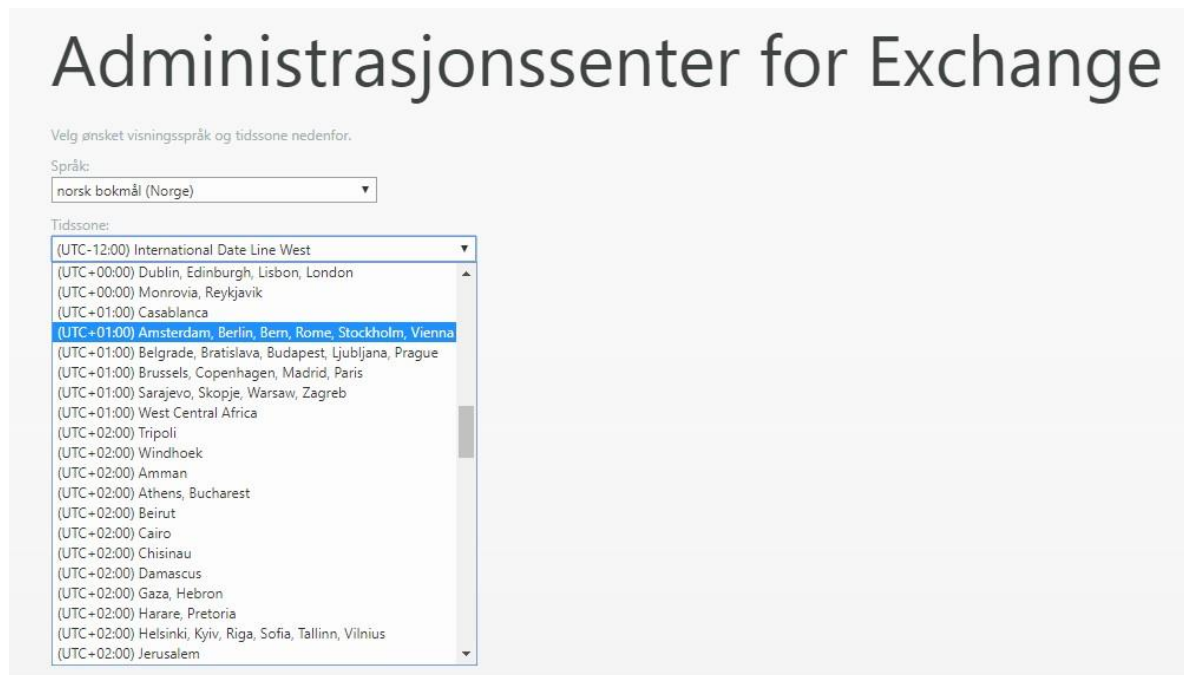 Administrasjonssenter for Exchange
Velg ønsket visningsspråk og tidssone nedenfor.
Språk:
norsk bokmål (Norge)
Tidssone:
(UTC-12:00) International Date Line West
(UTC+00:00) Dublin, Edinburgh, Lisbon, London
(UTC+00:00) Monrovia, Reykjavik
(UTC+01:00) Casablanca
(UTC+01:00) Amsterdam, Berlin, Bern, Rome, Stockholm, Vienna
(UTC+01:00) Belgrade, Bratislava, Budapest, Ljubljana, Prague
(UTC+01:00) Brussels, Copenhagen, Madrid, Paris
(UTC+01:00) Sarajevo, Skopje, Warsaw, Zagreb
(UTC+01:00) West Central Africa
(UTC+02:00) Tripoli
(UTC+02:00) Windhoek
(UTC+02:00) Amman
(UTC+02:00) Athens, Bucharest
(UTC+02:00) Beirut
(UTC+02:00) Cairo
(UTC+02:00) Chisinau
(UTC+02:00) Damascus
(UTC+02:00) Gaza, Hebron
(UTC+02:00) Harare, Pretoria
(UTC+02:00) Helsinki, Kyiv, Riga, Sofia, Tallinn, Vilnius
(UTC+02:00) Jerusalem